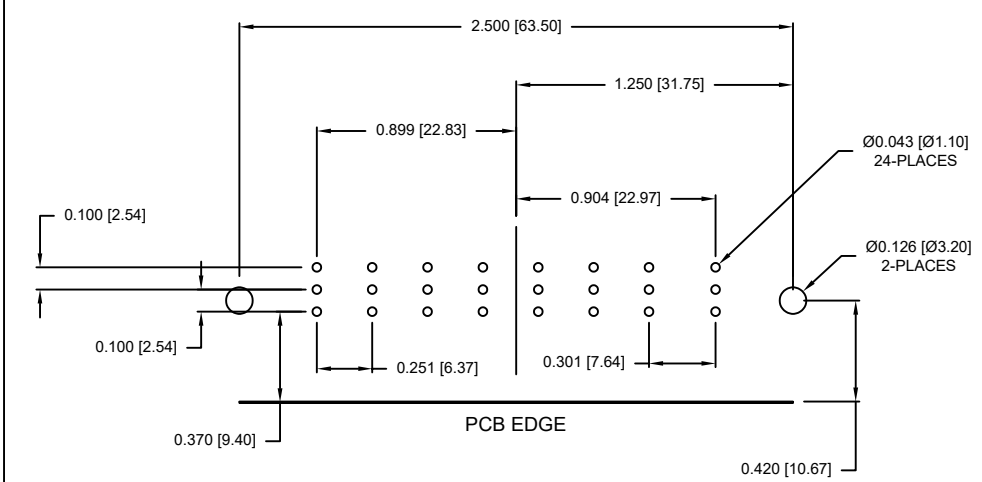 2.500 [63.50]
1.250 [31.75]
0.899 [22.83]
Ø0.043 [Ø1.10]
24-PLACES
0.904 [22.97]
0.100 [2.54]
Ø0.126 [Ø3.20]
2-PLACES
0.100 [2.54]
0.251 [6.37]
0.301 [7.64]
PCB EDGE
0.370 [9.40]
0.420 [10.67]